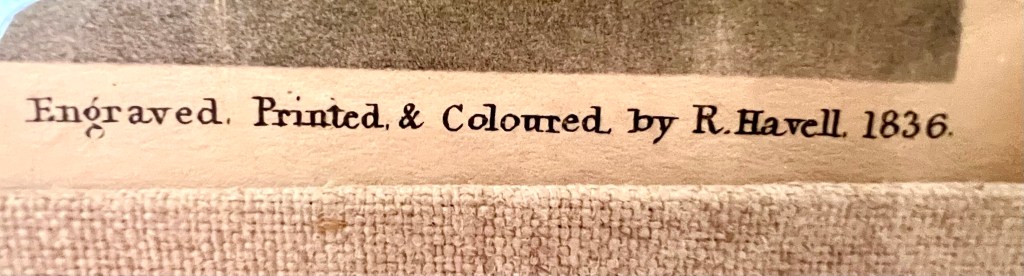 Engraved, Printed, & Coloured, by R. Havell, 1836.